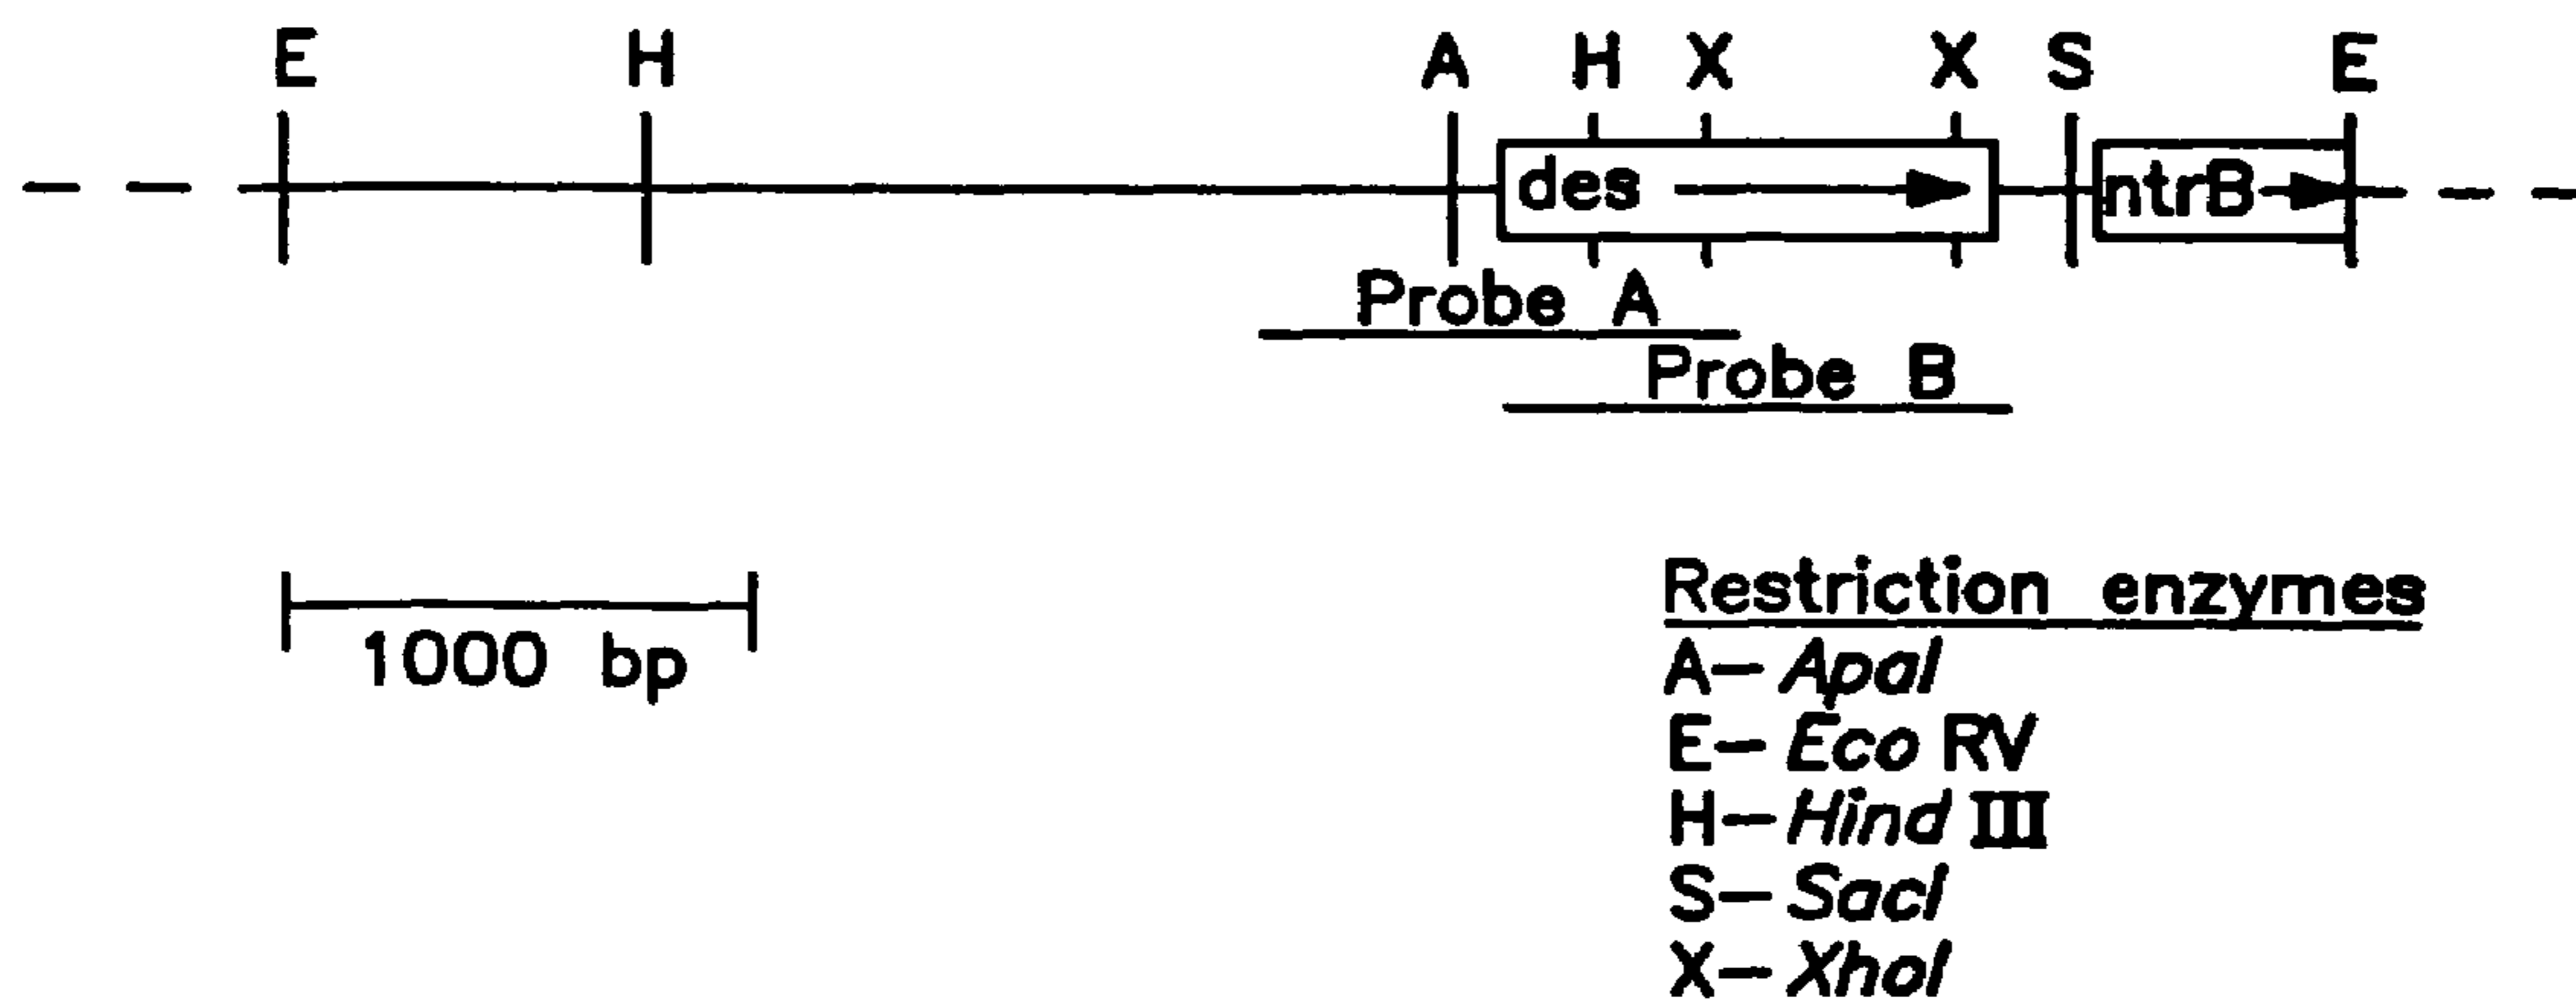 E H A H X X S E
des ntrB
Probe A
Probe B
1000 bp
Restriction enzymes
A— ApaI
E— Eco RV
H— Hind III
S— SacI
X— XhoI